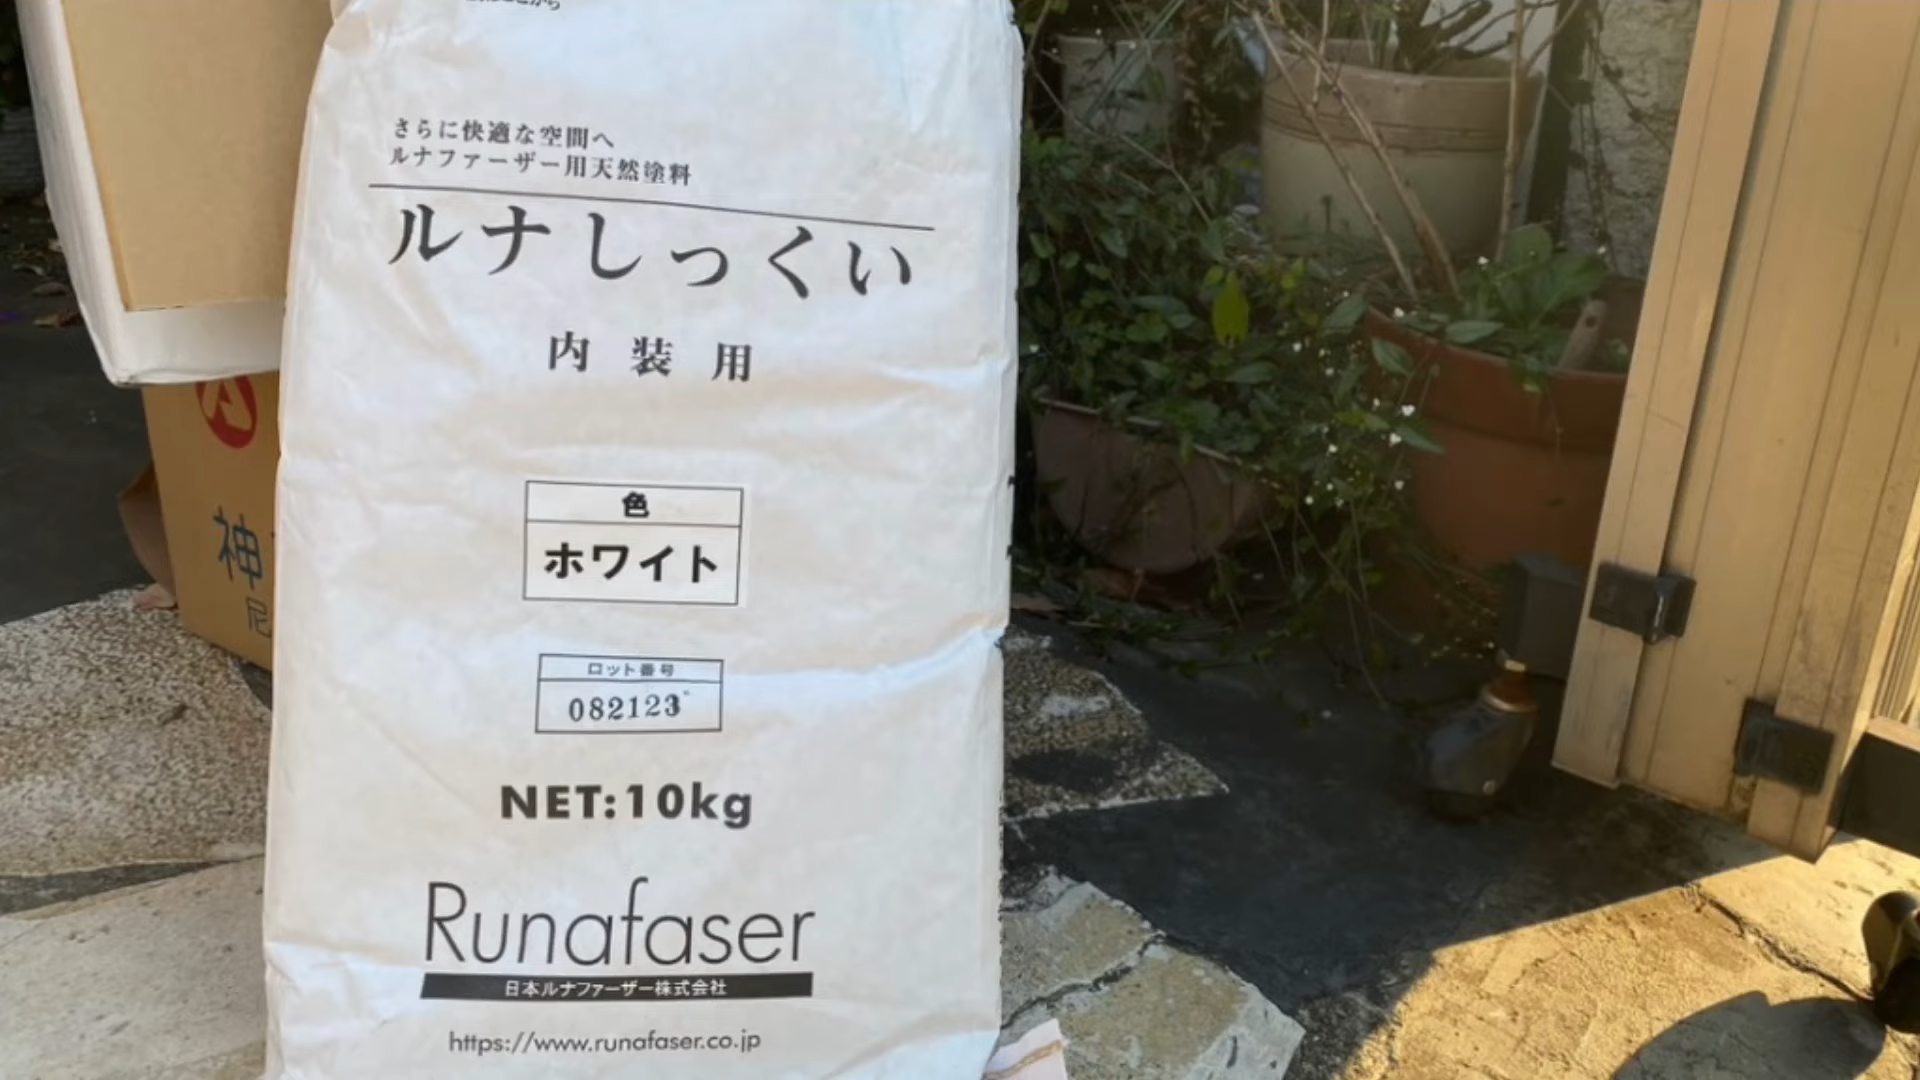 さらに快適な空間へ
ルナファーザー用天然塗料
ルナしっくい
内装用
色
ホワイト
ロット番号
082123
NET:10kg
Runafaser
日本ルナファーザー株式会社
https://www.runafaser.co.jp
神
尼